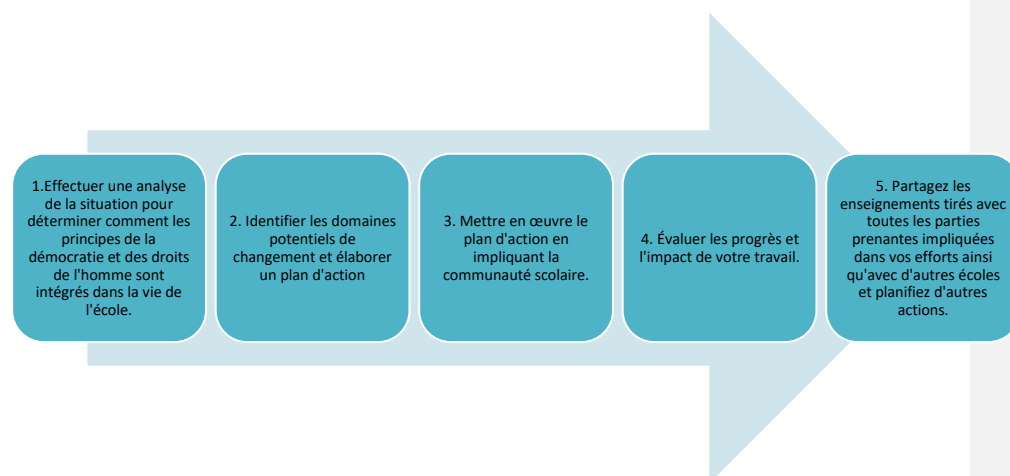 1.Effectuer une analyse
de la situation pour
déterminer comment les
principes de la
démocratie et des droits
de l'homme sont
intégrés dans la vie de
l'école.
2. Identifier les domaines
potentiels de
changement et élaborer
un plan d'action
3. Mettre en œuvre le
plan d'action en
impliquant la
communauté scolaire.
4. Évaluer les progrès et
l'impact de votre travail.
5. Partagez les
enseignements tirés avec
toutes les parties
prenantes impliquées
dans vos efforts ainsi
qu'avec d'autres écoles
et planifiez d'autres
actions.